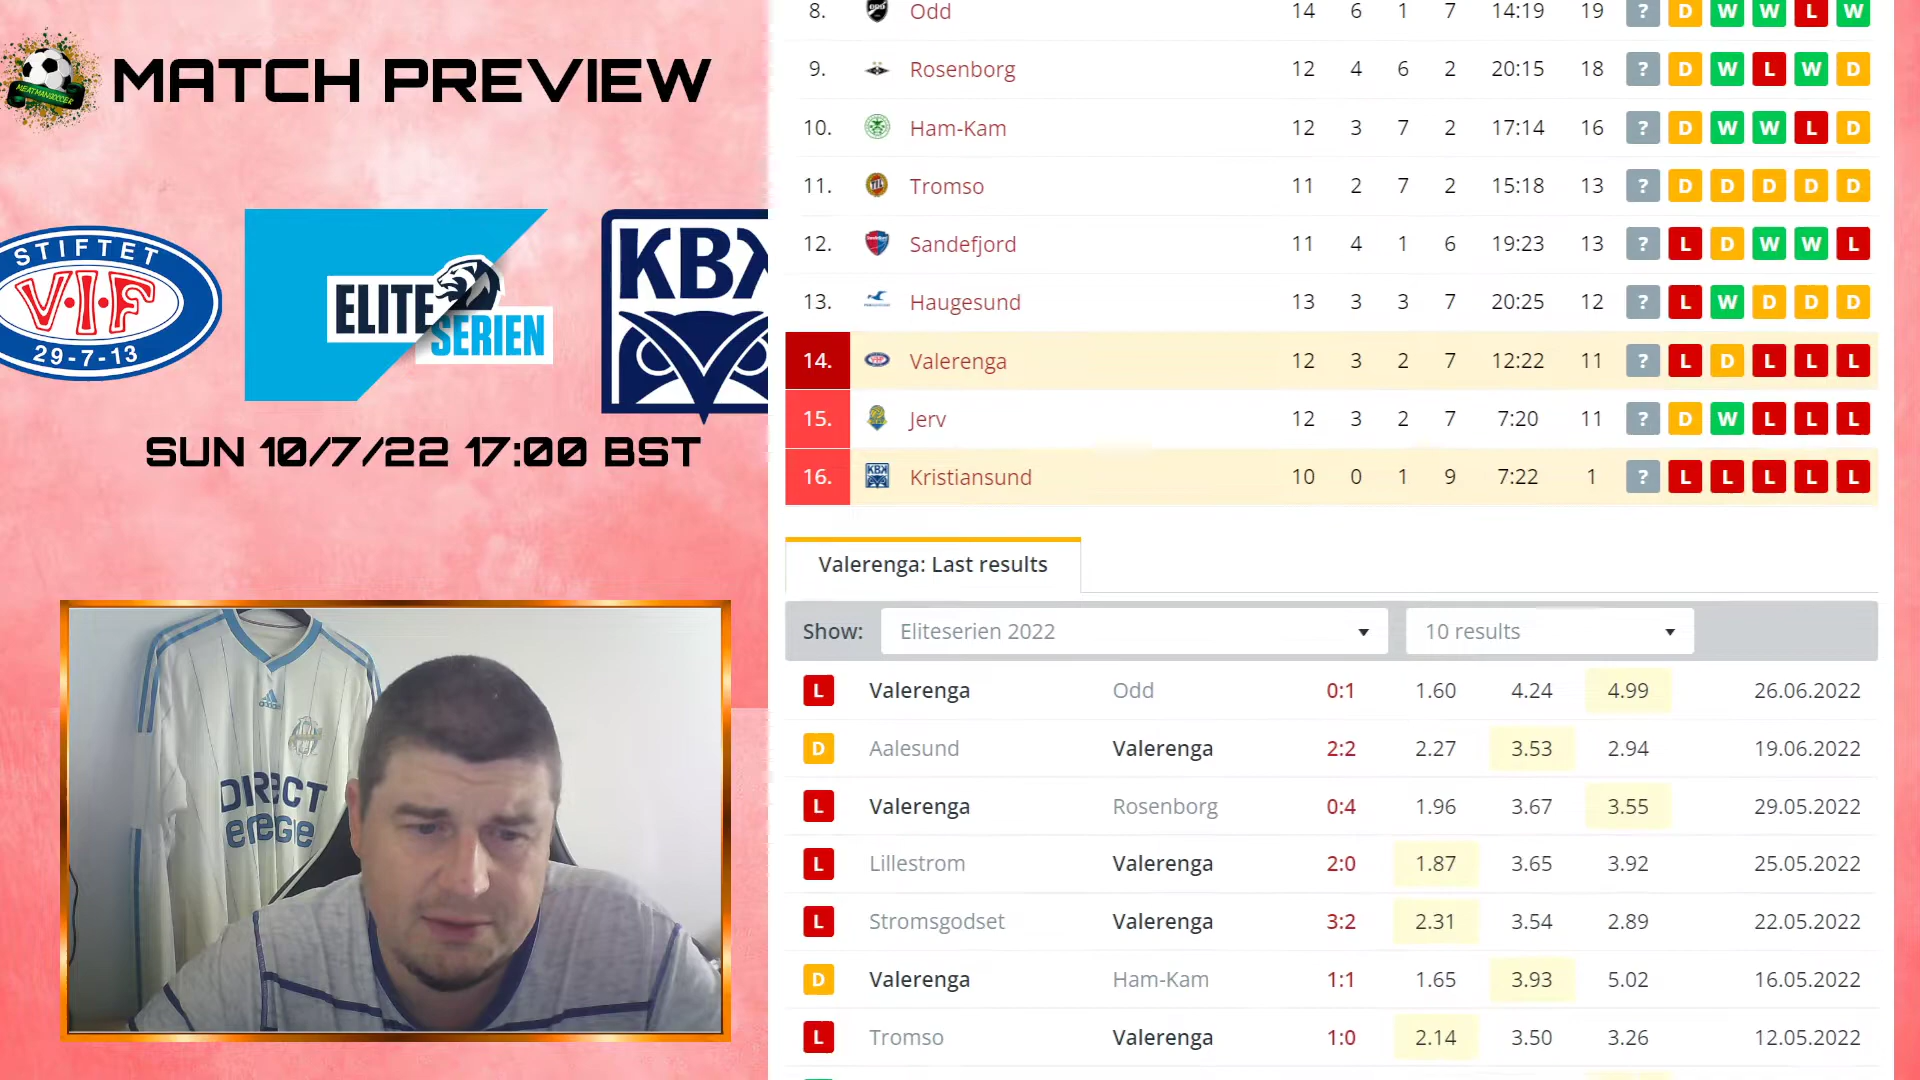 MATCH PREVIEW
MEATMANSOCCER
STIFTET
V·I·F
29-7-13
ELITE
SERIEN
KBK
SUN 10/7/22 17:00 BST
DIRECT
energie
adidas
8. Odd 14 6 1 7 14:19 19 ? D W W L W
9. Rosenborg 12 4 6 2 20:15 18 ? D W L W D
10. Ham-Kam 12 3 7 2 17:14 16 ? D W W L D
11. Tromso 11 2 7 2 15:18 13 ? D D D D D
12. Sandefjord 11 4 1 6 19:23 13 ? L D W W L
13. Haugesund 13 3 3 7 20:25 12 ? L W D D D
14. Valerenga 12 3 2 7 12:22 11 ? L D L L L
15. Jerv 12 3 2 7 7:20 11 ? D W L L L
16. KBK Kristiansund 10 0 1 9 7:22 1 ? L L L L L
Valerenga: Last results
Show: Eliteserien 2022 10 results
L Valerenga Odd 0:1 1.60 4.24 4.99 26.06.2022
D Aalesund Valerenga 2:2 2.27 3.53 2.94 19.06.2022
L Valerenga Rosenborg 0:4 1.96 3.67 3.55 29.05.2022
L Lillestrom Valerenga 2:0 1.87 3.65 3.92 25.05.2022
L Stromsgodset Valerenga 3:2 2.31 3.54 2.89 22.05.2022
D Valerenga Ham-Kam 1:1 1.65 3.93 5.02 16.05.2022
L Tromso Valerenga 1:0 2.14 3.50 3.26 12.05.2022